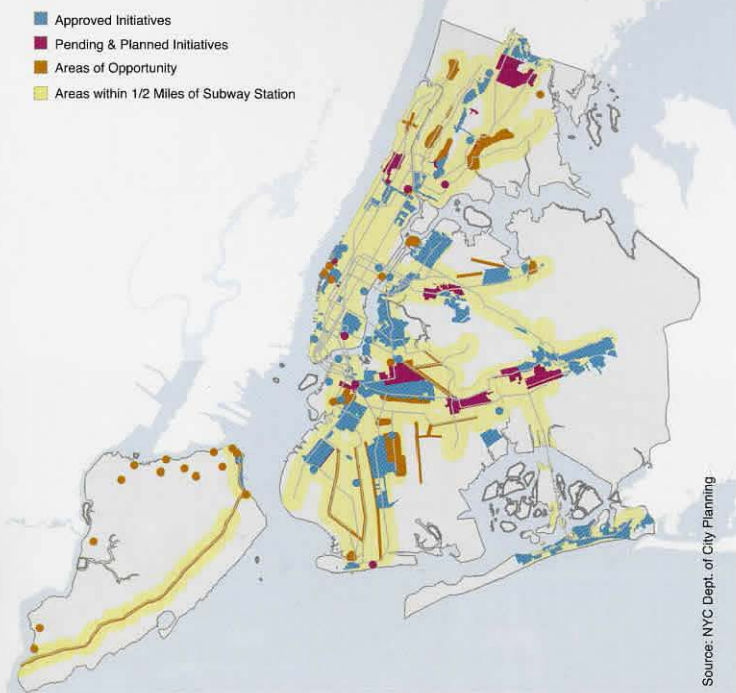 Approved Initiatives
Pending & Planned Initiatives
Areas of Opportunity
Areas within 1/2 Miles of Subway Station
Source: NYC Dept. of City Planning